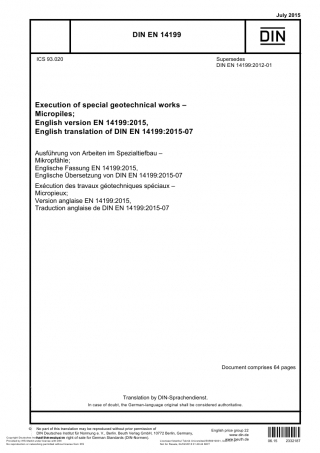 July 2015
DIN EN 14199
DIN
ICS 93.020
Supersedes
DIN EN 14199:2012-01
Execution of special geotechnical works –
Micropiles;
English version EN 14199:2015,
English translation of DIN EN 14199:2015-07
Ausführung von Arbeiten im Spezialtiefbau –
Mikropfähle;
Englische Fassung EN 14199:2015,
Englische Übersetzung von DIN EN 14199:2015-07
Exécution des travaux géotechniques spéciaux –
Micropieux;
Version anglaise EN 14199:2015,
Traduction anglaise de DIN EN 14199:2015-07
Document comprises 64 pages
Translation by DIN-Sprachendienst.
In case of doubt, the German-language original shall be considered authoritative.
© No part of this translation may be reproduced without prior permission of
DIN Deutsches Institut für Normung e. V., Berlin. Beuth Verlag GmbH, 10772 Berlin, Germany,
has the exclusive right of sale for German Standards (DIN-Normen).
English price group 22
www.din.de
www.beuth.de